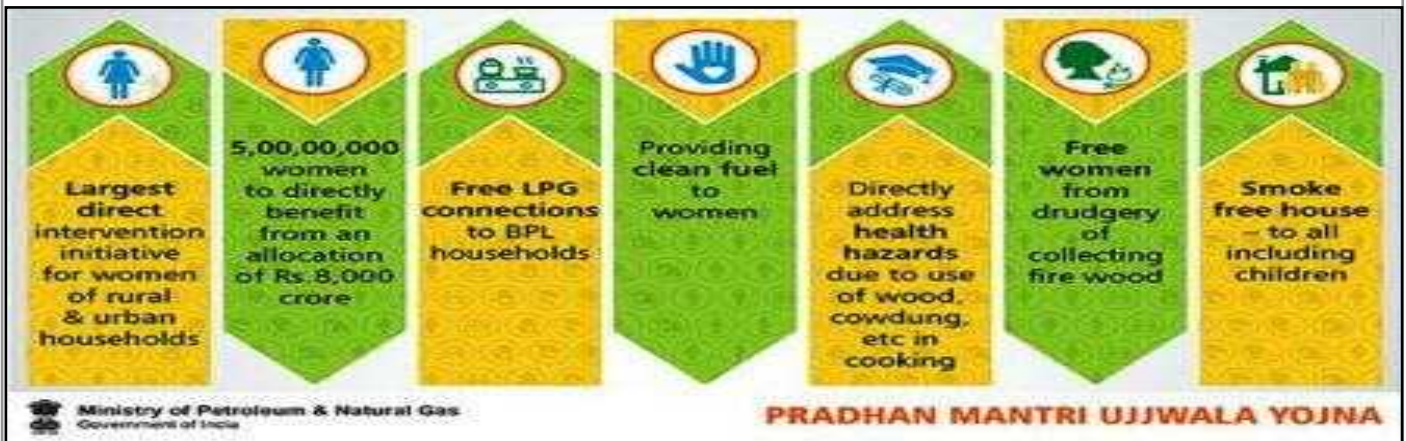 Largest
direct
intervention
initiative
for women
of rural
& urban
households
5,00,00,000
women
to directly
benefit
from an
allocation
of Rs.8,000
crore
Free LPG
connections
to BPL
households
Providing
clean fuel
to
women
Directly
address
health
hazards
due to use
of wood,
cowdung,
etc in
cooking
Free
women
from
drudgery
of
collecting
fire wood
Smoke
free house
– to all
including
children
Ministry of Petroleum & Natural Gas
Government of India
PRADHAN MANTRI UJJWALA YOJNA